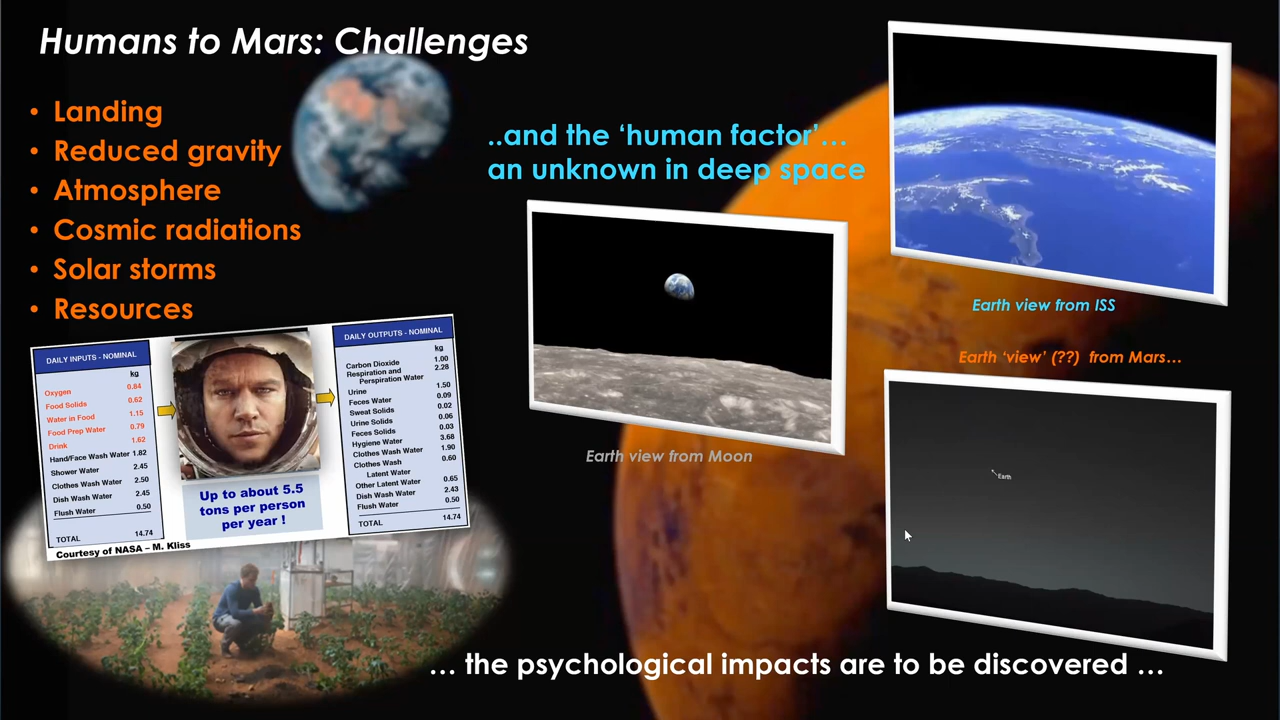 Humans to Mars: Challenges
• Landing
• Reduced gravity
• Atmosphere
• Cosmic radiations
• Solar storms
• Resources
..and the ‘human factor’…
an unknown in deep space
Earth view from ISS
Earth view from Moon
Earth ‘view’ (??) from Mars…
Earth
DAILY INPUTS - NOMINAL
kg
Oxygen 0.84
Food Solids 0.62
Water in Food 1.15
Food Prep Water 0.79
Drink 1.62
Hand/Face Wash Water 1.82
Shower Water 2.45
Clothes Wash Water 2.50
Dish Wash Water 2.45
Flush Water 0.50
TOTAL 14.74
Up to about 5.5
tons per person
per year !
DAILY OUTPUTS - NOMINAL
kg
Carbon Dioxide 1.00
Respiration and 2.28
Perspiration Water
Urine 1.50
Feces Water 0.09
Sweat Solids 0.02
Urine Solids 0.06
Feces Solids 0.03
Hygiene Water 3.68
Clothes Wash Water 1.90
Clothes Wash 0.60
Latent Water
Other Latent Water 0.65
Dish Wash Water 2.43
Flush Water 0.50
TOTAL 14.74
Courtesy of NASA – M. Kliss
… the psychological impacts are to be discovered …